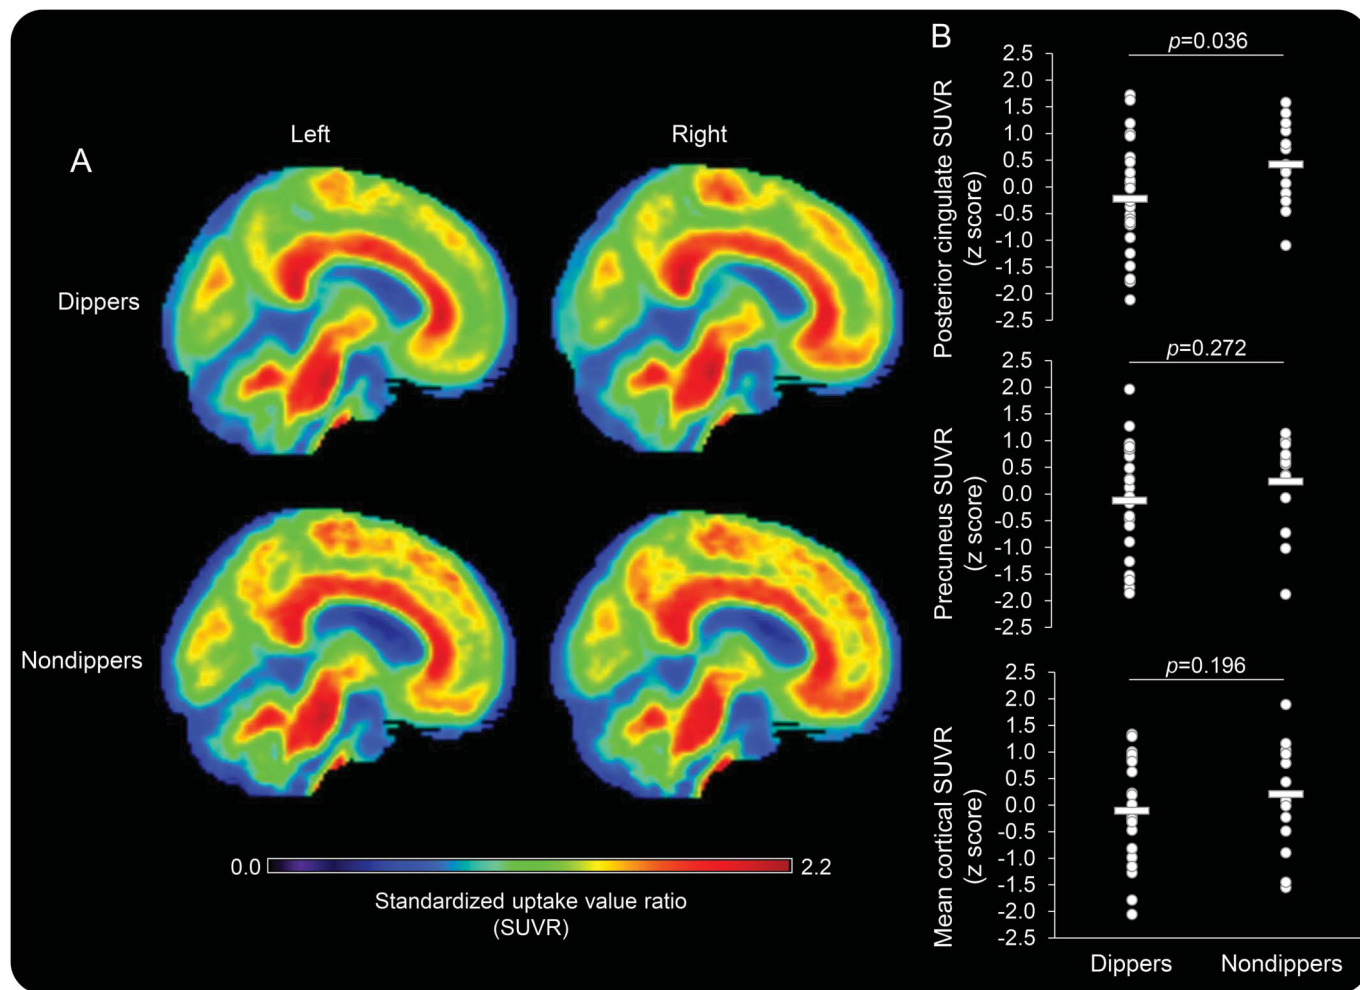 A
Left
Right
Dippers
Nondippers
0.0
2.2
Standardized uptake value ratio
(SUVR)
B
p=0.036
Posterior cingulate SUVR
(z score)
2.5
2.0
1.5
1.0
0.5
0.0
-0.5
-1.0
-1.5
-2.0
-2.5
p=0.272
Precuneus SUVR
(z score)
2.5
2.0
1.5
1.0
0.5
0.0
-0.5
-1.0
-1.5
-2.0
-2.5
p=0.196
Mean cortical SUVR
(z score)
2.5
2.0
1.5
1.0
0.5
0.0
-0.5
-1.0
-1.5
-2.0
-2.5
Dippers
Nondippers